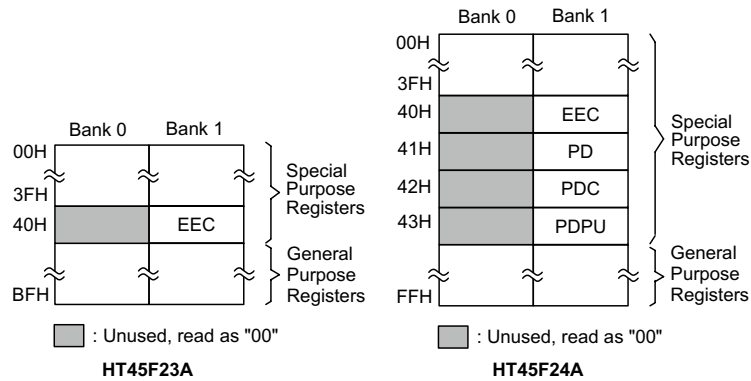 Bank 0 Bank 1
00H
3FH
40H EEC
BFH
Special
Purpose
Registers
General
Purpose
Registers
: Unused, read as "00"
HT45F23A
Bank 0 Bank 1
00H
3FH
40H EEC
41H PD
42H PDC
43H PDPU
FFH
Special
Purpose
Registers
General
Purpose
Registers
: Unused, read as "00"
HT45F24A